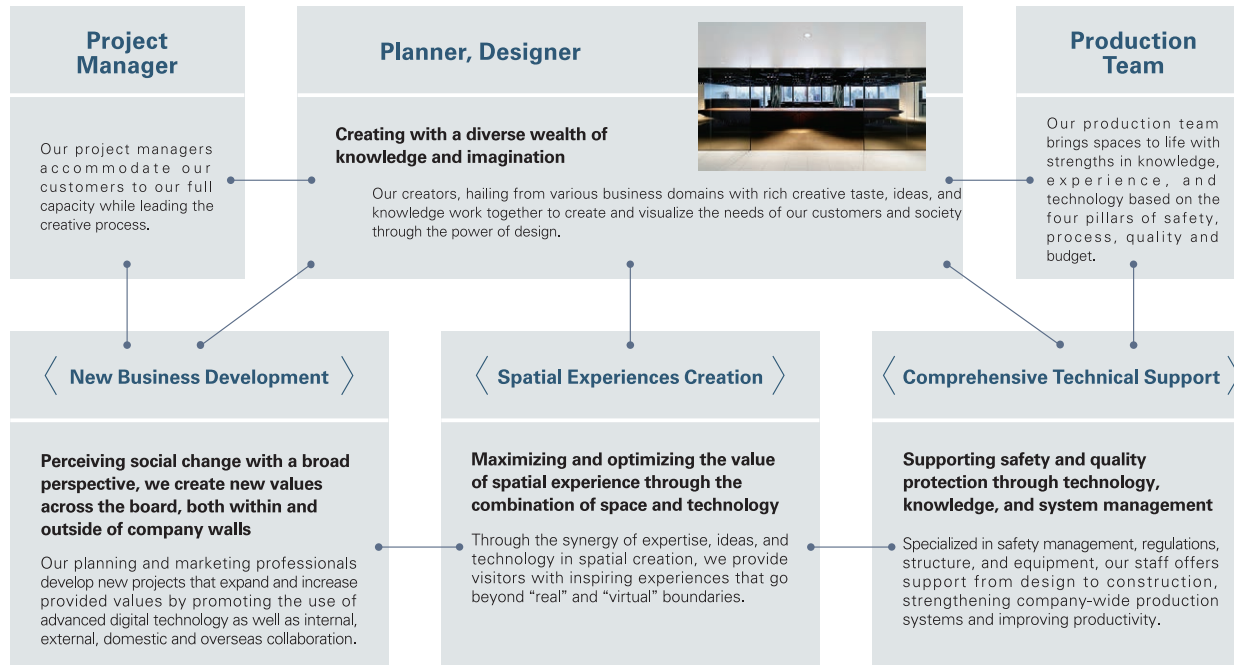 Project
Manager
Our project managers
accommodate our
customers to our full
capacity while leading the
creative process.
Planner, Designer
Creating with a diverse wealth of
knowledge and imagination
Our creators, hailing from various business domains with rich creative taste, ideas, and
knowledge work together to create and visualize the needs of our customers and society
through the power of design.
Production
Team
Our production team
brings spaces to life with
strengths in knowledge,
experience, and
technology based on the
four pillars of safety,
process, quality and
budget.
〈 New Business Development 〉
Perceiving social change with a broad
perspective, we create new values
across the board, both within and
outside of company walls
Our planning and marketing professionals
develop new projects that expand and increase
provided values by promoting the use of
advanced digital technology as well as internal,
external, domestic and overseas collaboration.
〈 Spatial Experiences Creation 〉
Maximizing and optimizing the value
of spatial experience through the
combination of space and technology
Through the synergy of expertise, ideas, and
technology in spatial creation, we provide
visitors with inspiring experiences that go
beyond “real” and “virtual” boundaries.
〈 Comprehensive Technical Support 〉
Supporting safety and quality
protection through technology,
knowledge, and system management
Specialized in safety management, regulations,
structure, and equipment, our staff offers
support from design to construction,
strengthening company-wide production
systems and improving productivity.